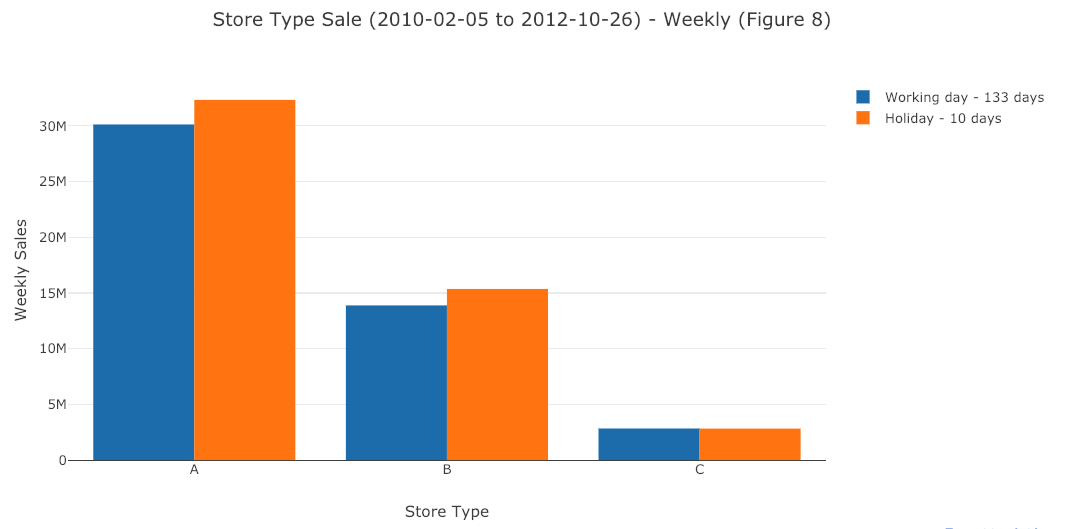 Store Type Sale (2010-02-05 to 2012-10-26) - Weekly (Figure 8)
Working day - 133 days
Holiday - 10 days
Weekly Sales
30M
25M
20M
15M
10M
5M
0
A
B
C
Store Type